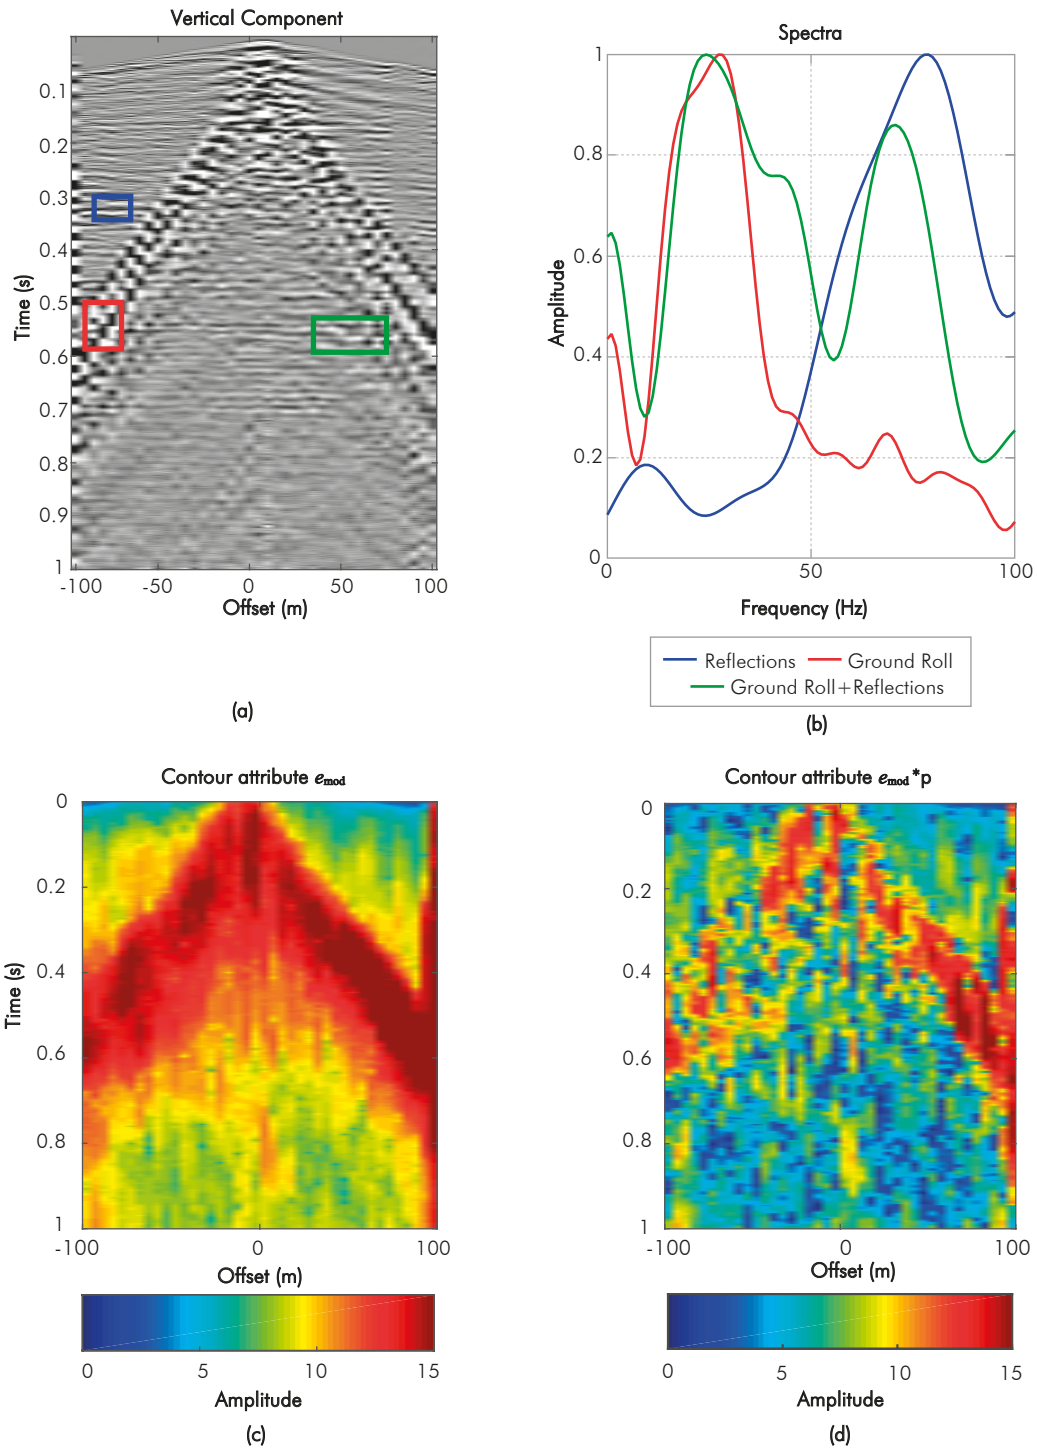 Vertical Component
0.1
0.2
0.3
0.4
0.5
0.6
0.7
0.8
0.9
1
Time (s)
-100 -50 0 50 100
Offset (m)
(a)
Spectra
1
0.8
0.6
0.4
0.2
0
Amplitude
0 50 100
Frequency (Hz)
Reflections Ground Roll
Ground Roll+Reflections
(b)
Contour attribute emod
0
0.2
0.4
0.6
0.8
1
Time (s)
-100 0 100
Offset (m)
0 5 10 15
Amplitude
(c)
Contour attribute emod*p
0
0.2
0.4
0.6
0.8
1
-100 0 100
Offset (m)
0 5 10 15
Amplitude
(d)